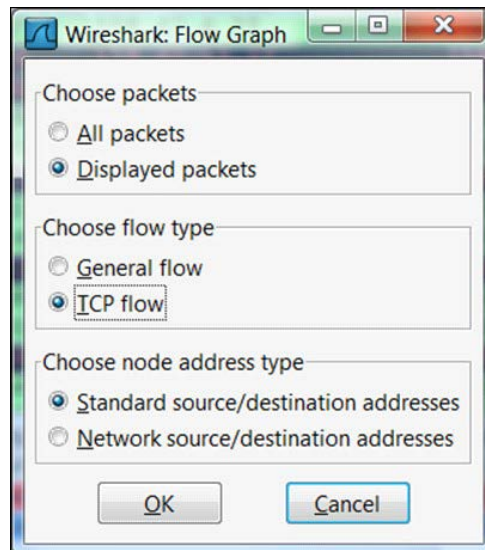 Wireshark: Flow Graph
Choose packets
All packets
Displayed packets
Choose flow type
General flow
TCP flow
Choose node address type
Standard source/destination addresses
Network source/destination addresses
OK
Cancel